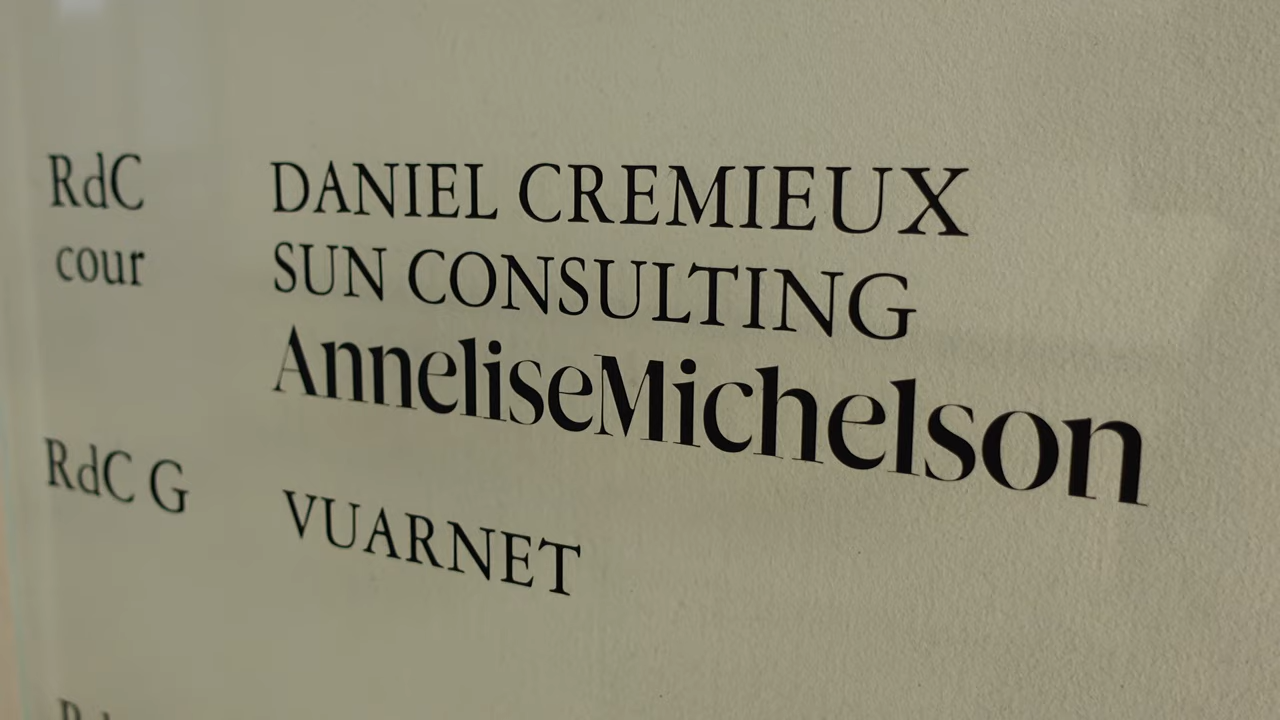 RdC DANIEL CREMIEUX
cour SUN CONSULTING
AnneliseMichelson
RdC G VUARNET